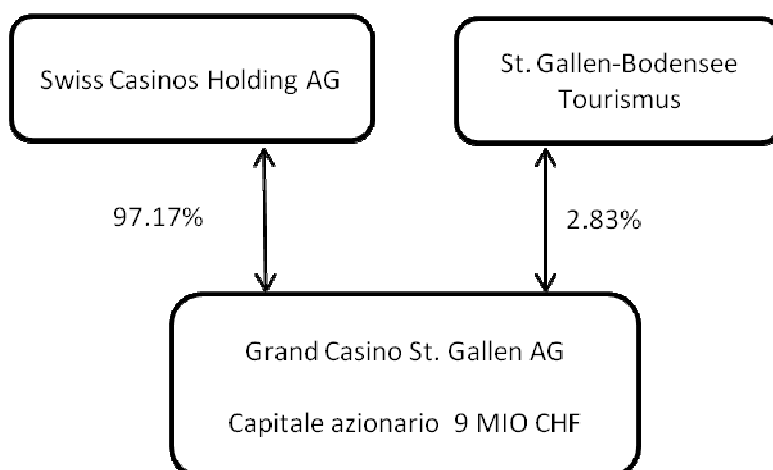 Swiss Casinos Holding AG
St. Gallen-Bodensee
Tourismus
97.17%
2.83%
Grand Casino St. Gallen AG
Capitale azionario 9 MIO CHF